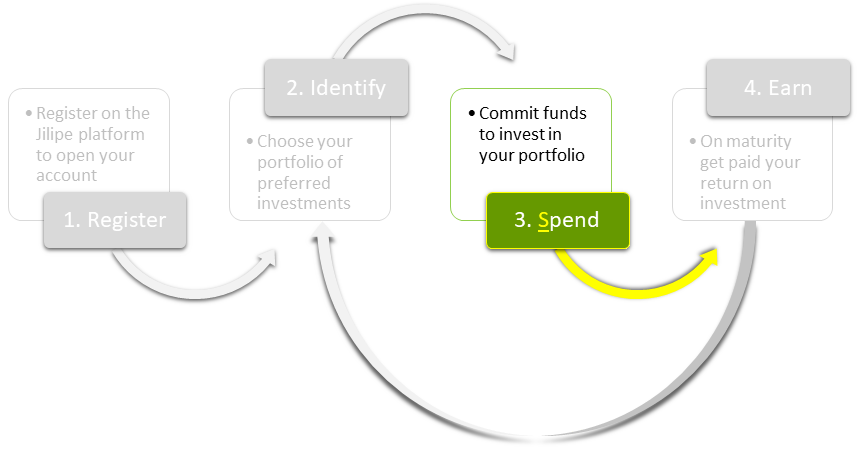 • Register on the
Jilipe platform
to open your
account
1. Register
2. Identify
• Choose your
portfolio of
preferred
investments
• Commit funds
to invest in
your portfolio
3. Spend
4. Earn
• On maturity
get paid your
return on
investment